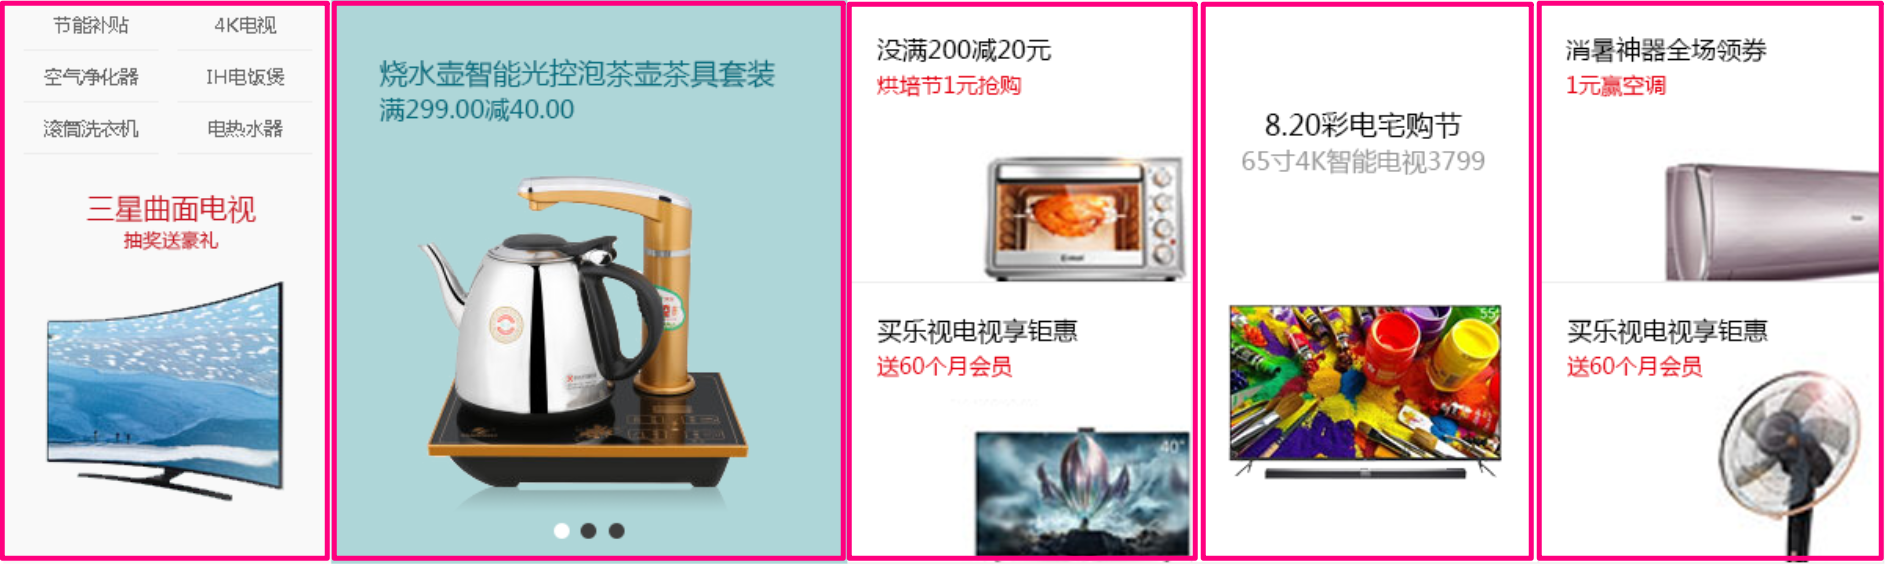 节能补贴
4K电视
空气净化器
IH电饭煲
滚筒洗衣机
电热水器
三星曲面电视
抽奖送豪礼
烧水壶智能光控泡茶壶茶具套装
满299.00减40.00
没满200减20元
烘培节1元抢购
买乐视电视享钜惠
送60个月会员
40"
8.20彩电宅购节
65寸4K智能电视3799
55"
消暑神器全场领券
1元赢空调
买乐视电视享钜惠
送60个月会员